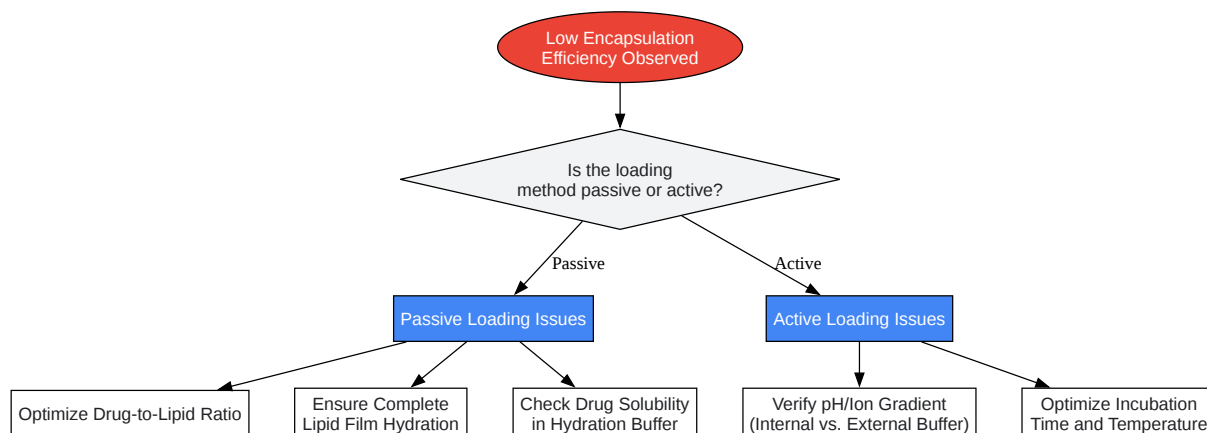 Low Encapsulation
Efficiency Observed
Is the loading
method passive or active?
Passive
Active
Passive Loading Issues
Active Loading Issues
Optimize Drug-to-Lipid Ratio
Ensure Complete
Lipid Film Hydration
Check Drug Solubility
in Hydration Buffer
Verify pH/Ion Gradient
(Internal vs. External Buffer)
Optimize Incubation
Time and Temperature